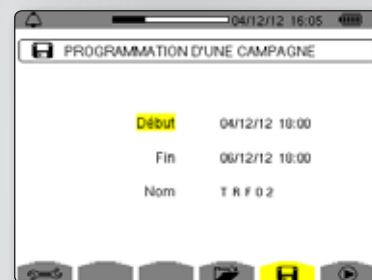 04/12/12 16:05
PROGRAMMATION D'UNE CAMPAGNE
Début 04/12/12 18:00
Fin 06/12/12 18:00
Nom TRF02